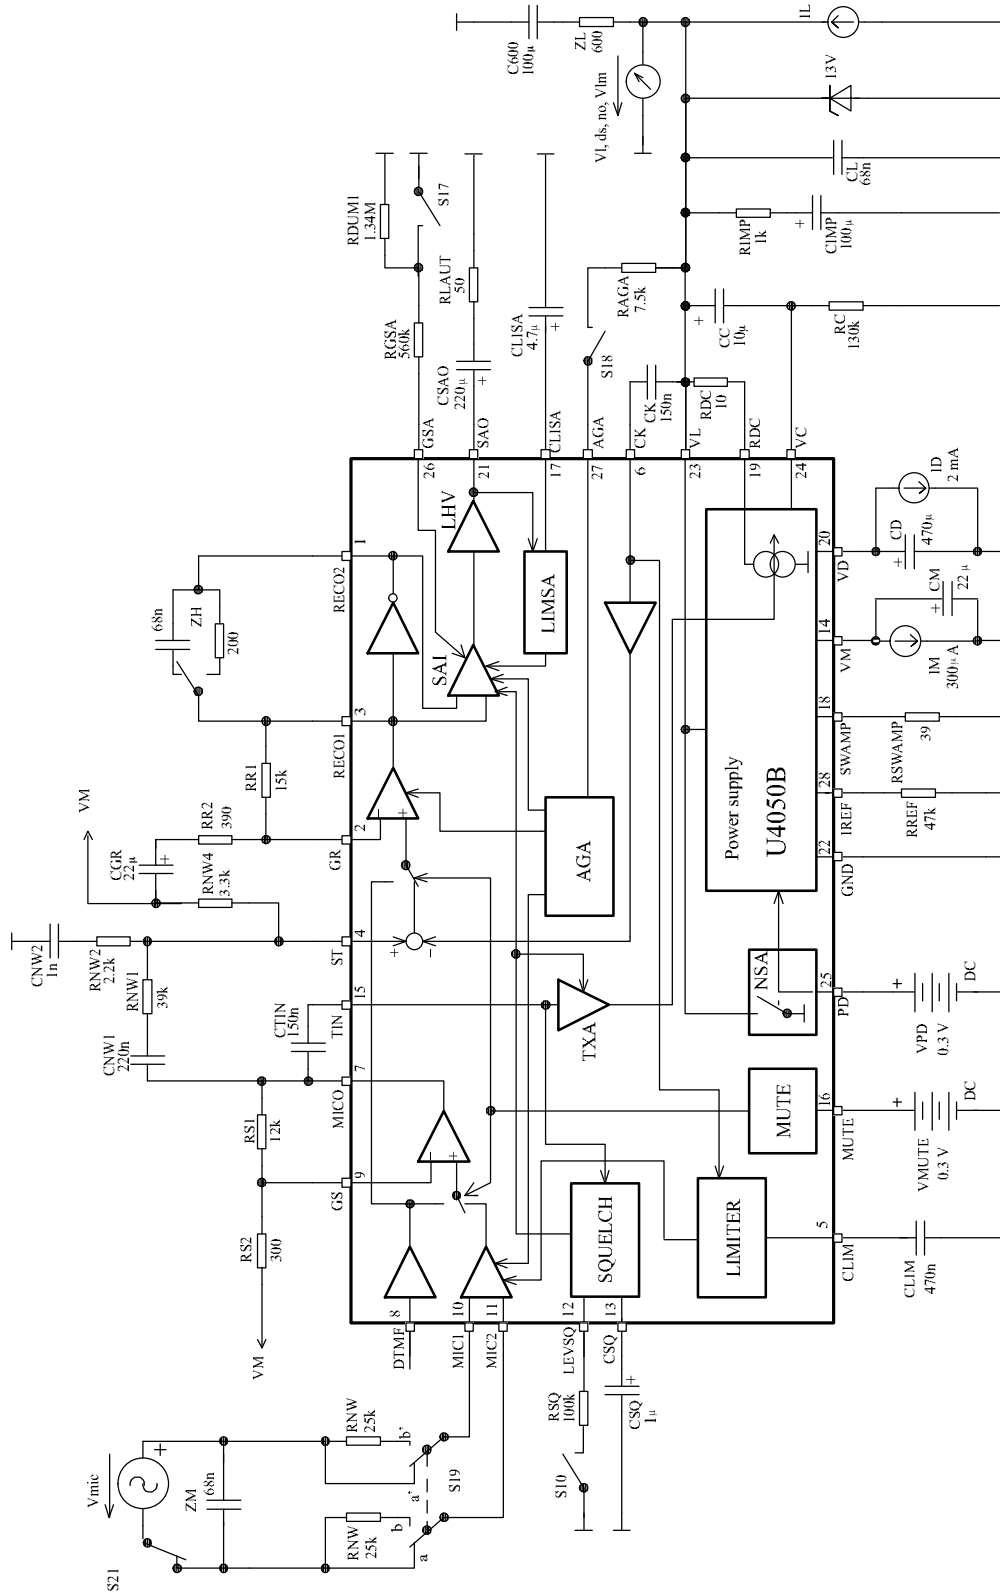 S21
Vmic
ZM
68n
RNW
25k
RNW
25k
b'
a'
b
a
S19
VM
RS2
300
RS1
12k
CNW1
220n
CTIN
150n
RNW1
39k
RNW2
2.2k
CNW2
1n
RNW4
3.3k
CGR
22µ
RR2
390
VM
RR1
15k
68n
ZH
200
RDUM1
1.34M
S17
RGSA
560k
RLAUT
50
CSAO
220µ
CLISA
4.7µ
RAGA
7.5k
S18
CK
150n
RDC
10
CC
10µ
RC
130k
RIMP
1k
CIMP
100µ
CL
68n
13V
IL
C600
100µ
ZL
600
Vl, ds, no, Vlm
GS
9
MICO
7
TIN
15
ST
4
GR
2
RECO1
3
RECO2
1
GSA
26
SAO
21
CLISA
17
AGA
27
CK
6
VL
23
RDC
19
VC
24
DTMF
8
MIC1
10
MIC2
11
LEVSQ
12
CSQ
13
RSQ
100k
S10
CSQ
1µ
SAI
LHV
LIMSA
AGA
TXA
SQUELCH
LIMITER
MUTE
NSA
Power supply
U4050B
5
CLIM
16
MUTE
25
PD
22
GND
28
IREF
18
SWAMP
14
VM
20
VD
CLIM
470n
VMUTE
0.3 V
DC
VPD
0.3 V
DC
RREF
47k
RSWAMP
39
IM
300µA
CM
22 µ
CD
470µ
ID
2 mA